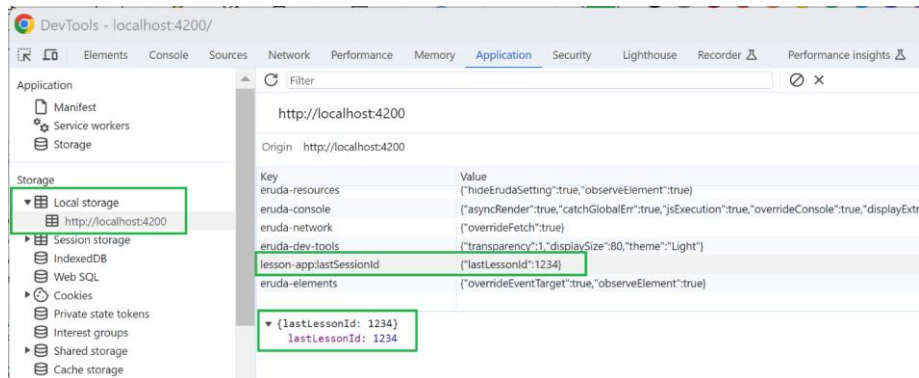 DevTools - localhost:4200/
Elements Console Sources Network Performance Memory Application Security Lighthouse Recorder Performance insights
Application
Manifest
Service workers
Storage
Storage
Local storage
http://localhost:4200
Session storage
IndexedDB
Web SQL
Cookies
Private state tokens
Interest groups
Shared storage
Cache storage
Filter
http://localhost:4200
Origin http://localhost:4200
Key Value
eruda-resources {"hideErudaSetting":true,"observeElement":true}
eruda-console {"asyncRender":true,"catchGlobalErr":true,"jsExecution":true,"overrideConsole":true,"displayExtr
eruda-network {"overrideFetch":true}
eruda-dev-tools {"transparency":1,"displaySize":80,"theme":"Light"}
lesson-app:lastSessionId {"lastLessonId":1234}
eruda-elements {"overrideEventTarget":true,"observeElement":true}
▼ {lastLessonId: 1234}
lastLessonId: 1234